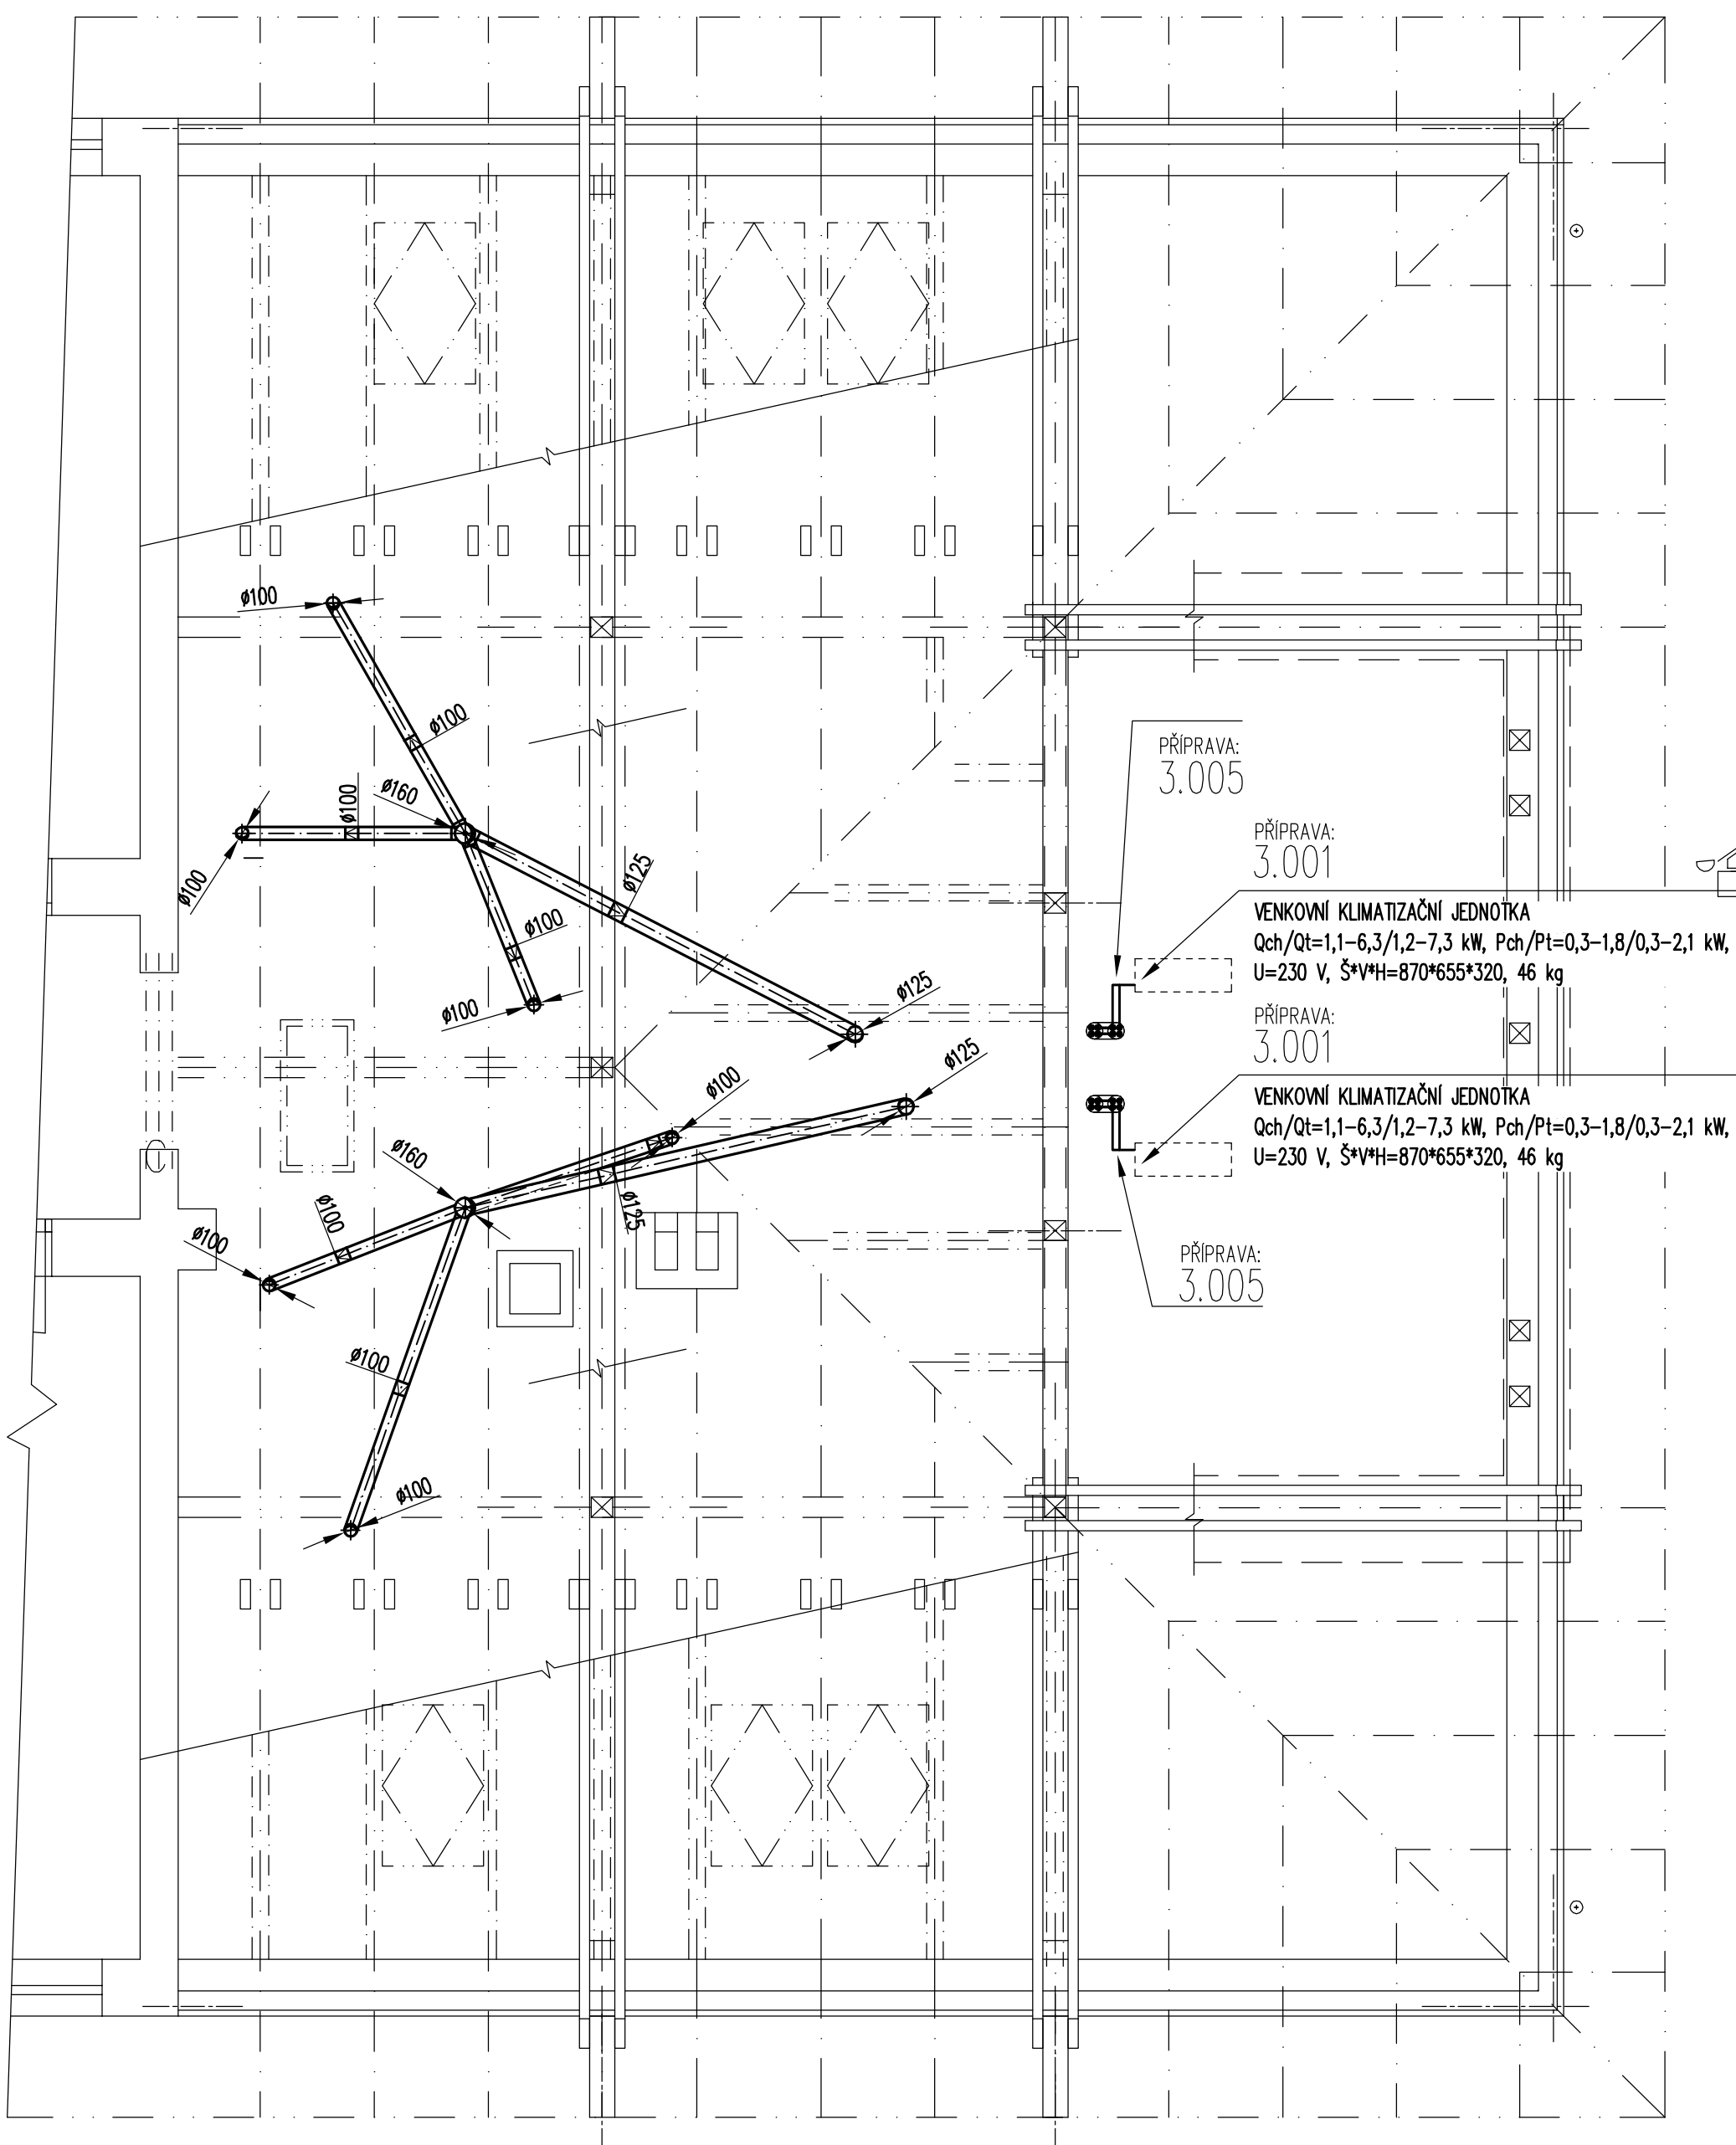 ø100
ø100
ø160
ø100
ø100
ø125
ø100
ø100
ø125
ø125
ø100
ø160
ø125
ø100
ø100
ø100
ø100
PŘÍPRAVA:
3.005
PŘÍPRAVA:
3.001
VENKOVNÍ KLIMATIZAČNÍ JEDNOTKA
Qch/Qt=1,1-6,3/1,2-7,3 kW, Pch/Pt=0,3-1,8/0,3-2,1 kW,
U=230 V, Š*V*H=870*655*320, 46 kg
PŘÍPRAVA:
3.001
VENKOVNÍ KLIMATIZAČNÍ JEDNOTKA
Qch/Qt=1,1-6,3/1,2-7,3 kW, Pch/Pt=0,3-1,8/0,3-2,1 kW,
U=230 V, Š*V*H=870*655*320, 46 kg
PŘÍPRAVA:
3.005